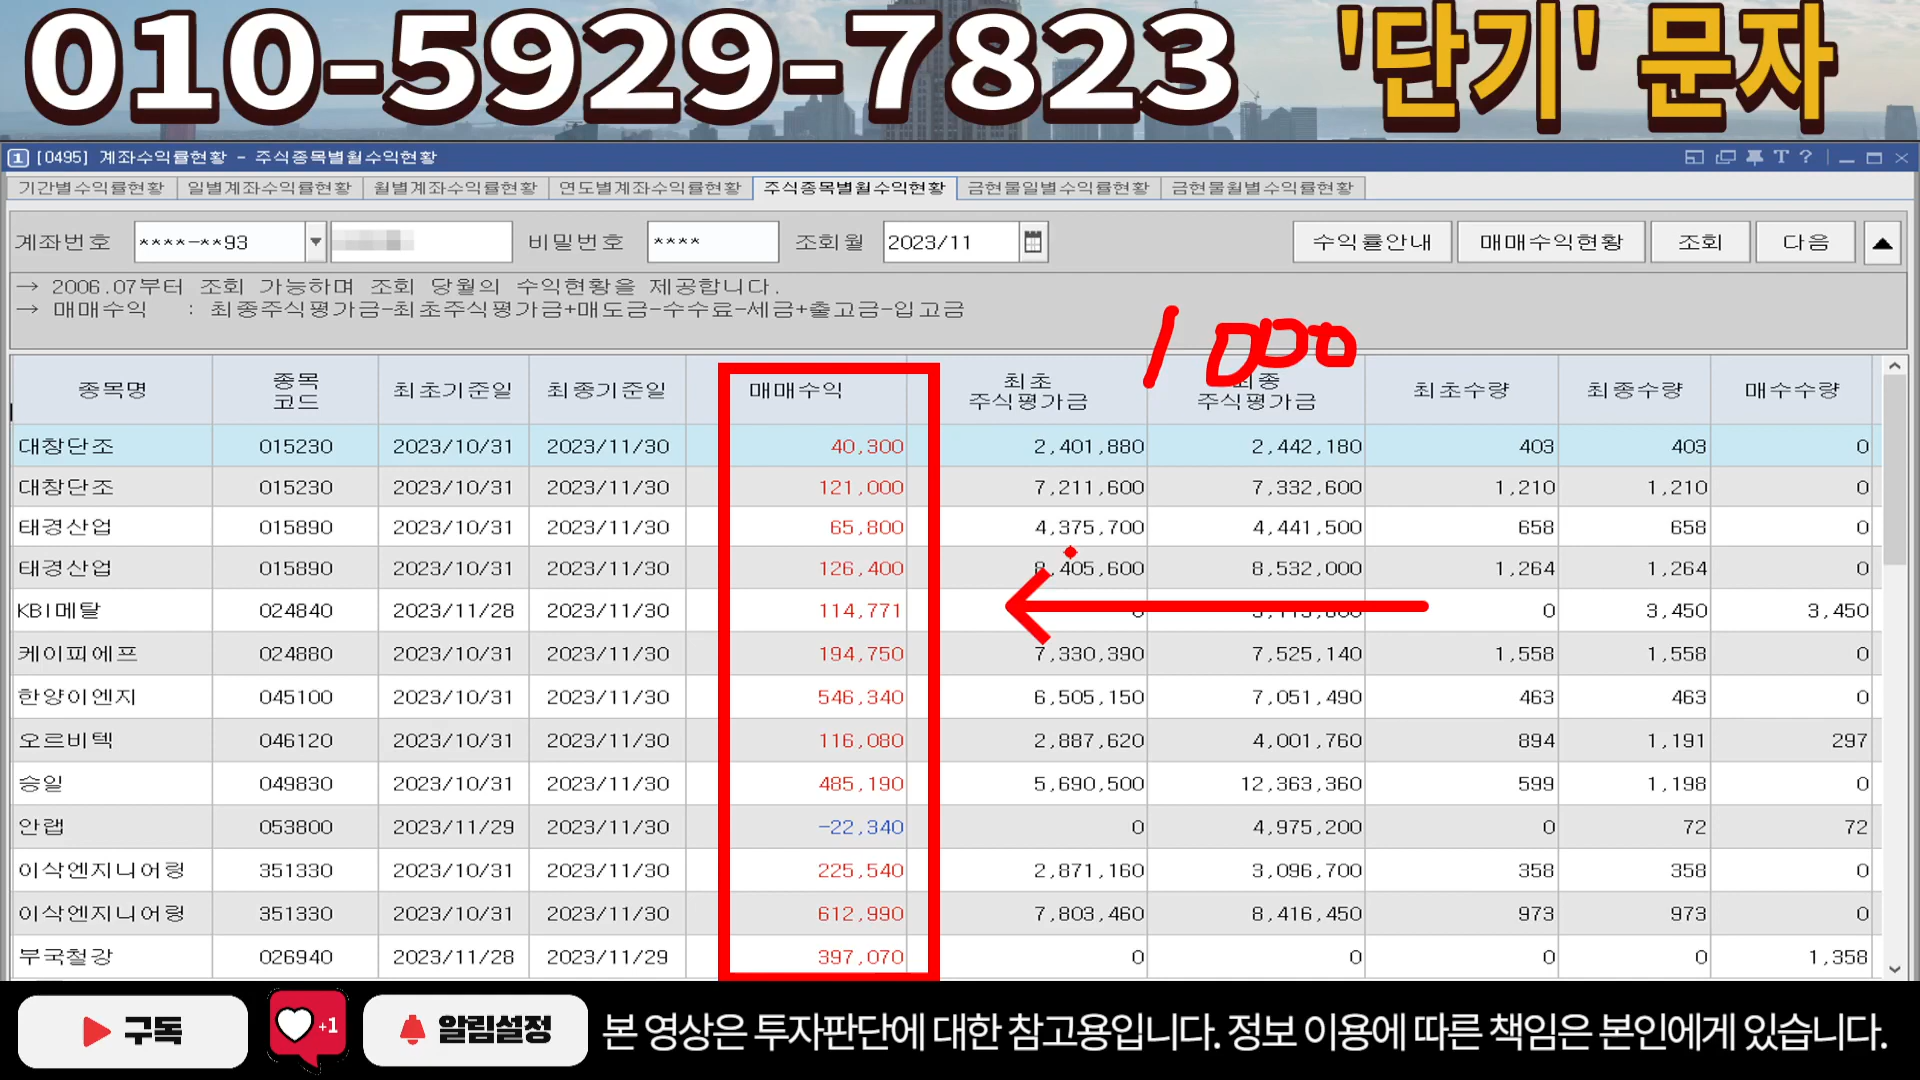 010-5929-7823 '단기' 문자
1 [0495] 계좌수익률현황 - 주식종목별월수익현황
기간별수익률현황 일별계좌수익률현황 월별계좌수익률현황 연도별계좌수익률현황 주식종목별월수익현황 금현물일별수익률현황 금현물월별수익률현황
계좌번호 ****-**93 비밀번호 **** 조회월 2023/11 수익률안내 매매수익현황 조회 다음
→ 2006.07부터 조회 가능하며 조회 당월의 수익현황을 제공합니다.
→ 매매수익 : 최종주식평가금-최초주식평가금+매도금-수수료-세금+출고금-입고금
1000
종목명 종목코드 최초기준일 최종기준일 매매수익 최초주식평가금 최종주식평가금 최초수량 최종수량 매수수량
대창단조 015230 2023/10/31 2023/11/30 40,300 2,401,880 2,442,180 403 403 0
대창단조 015230 2023/10/31 2023/11/30 121,000 7,211,600 7,332,600 1,210 1,210 0
태경산업 015890 2023/10/31 2023/11/30 65,800 4,375,700 4,441,500 658 658 0
태경산업 015890 2023/10/31 2023/11/30 126,400 8,405,600 8,532,000 1,264 1,264 0
KBI메탈 024840 2023/11/28 2023/11/30 114,771 0 0 3,450 3,450
케이피에프 024880 2023/10/31 2023/11/30 194,750 7,330,390 7,525,140 1,558 1,558 0
한양이엔지 045100 2023/10/31 2023/11/30 546,340 6,505,150 7,051,490 463 463 0
오르비텍 046120 2023/10/31 2023/11/30 116,080 2,887,620 4,001,760 894 1,191 297
승일 049830 2023/10/31 2023/11/30 485,190 5,690,500 12,363,360 599 1,198 0
안랩 053800 2023/11/29 2023/11/30 -22,340 0 4,975,200 0 72 72
이삭엔지니어링 351330 2023/10/31 2023/11/30 225,540 2,871,160 3,096,700 358 358 0
이삭엔지니어링 351330 2023/10/31 2023/11/30 612,990 7,803,460 8,416,450 973 973 0
부국철강 026940 2023/11/28 2023/11/29 397,070 0 0 0 0 1,358
구독 +1 알림설정 본 영상은 투자판단에 대한 참고용입니다. 정보 이용에 따른 책임은 본인에게 있습니다.